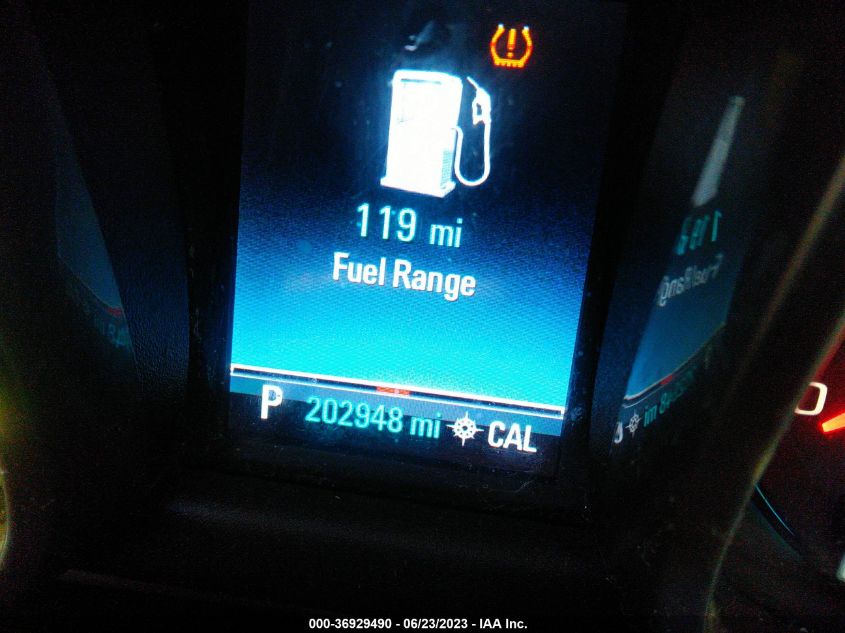 119 mi
Fuel Range
P 202948 mi CAL
000-36929490 - 06/23/2023 - IAA Inc.